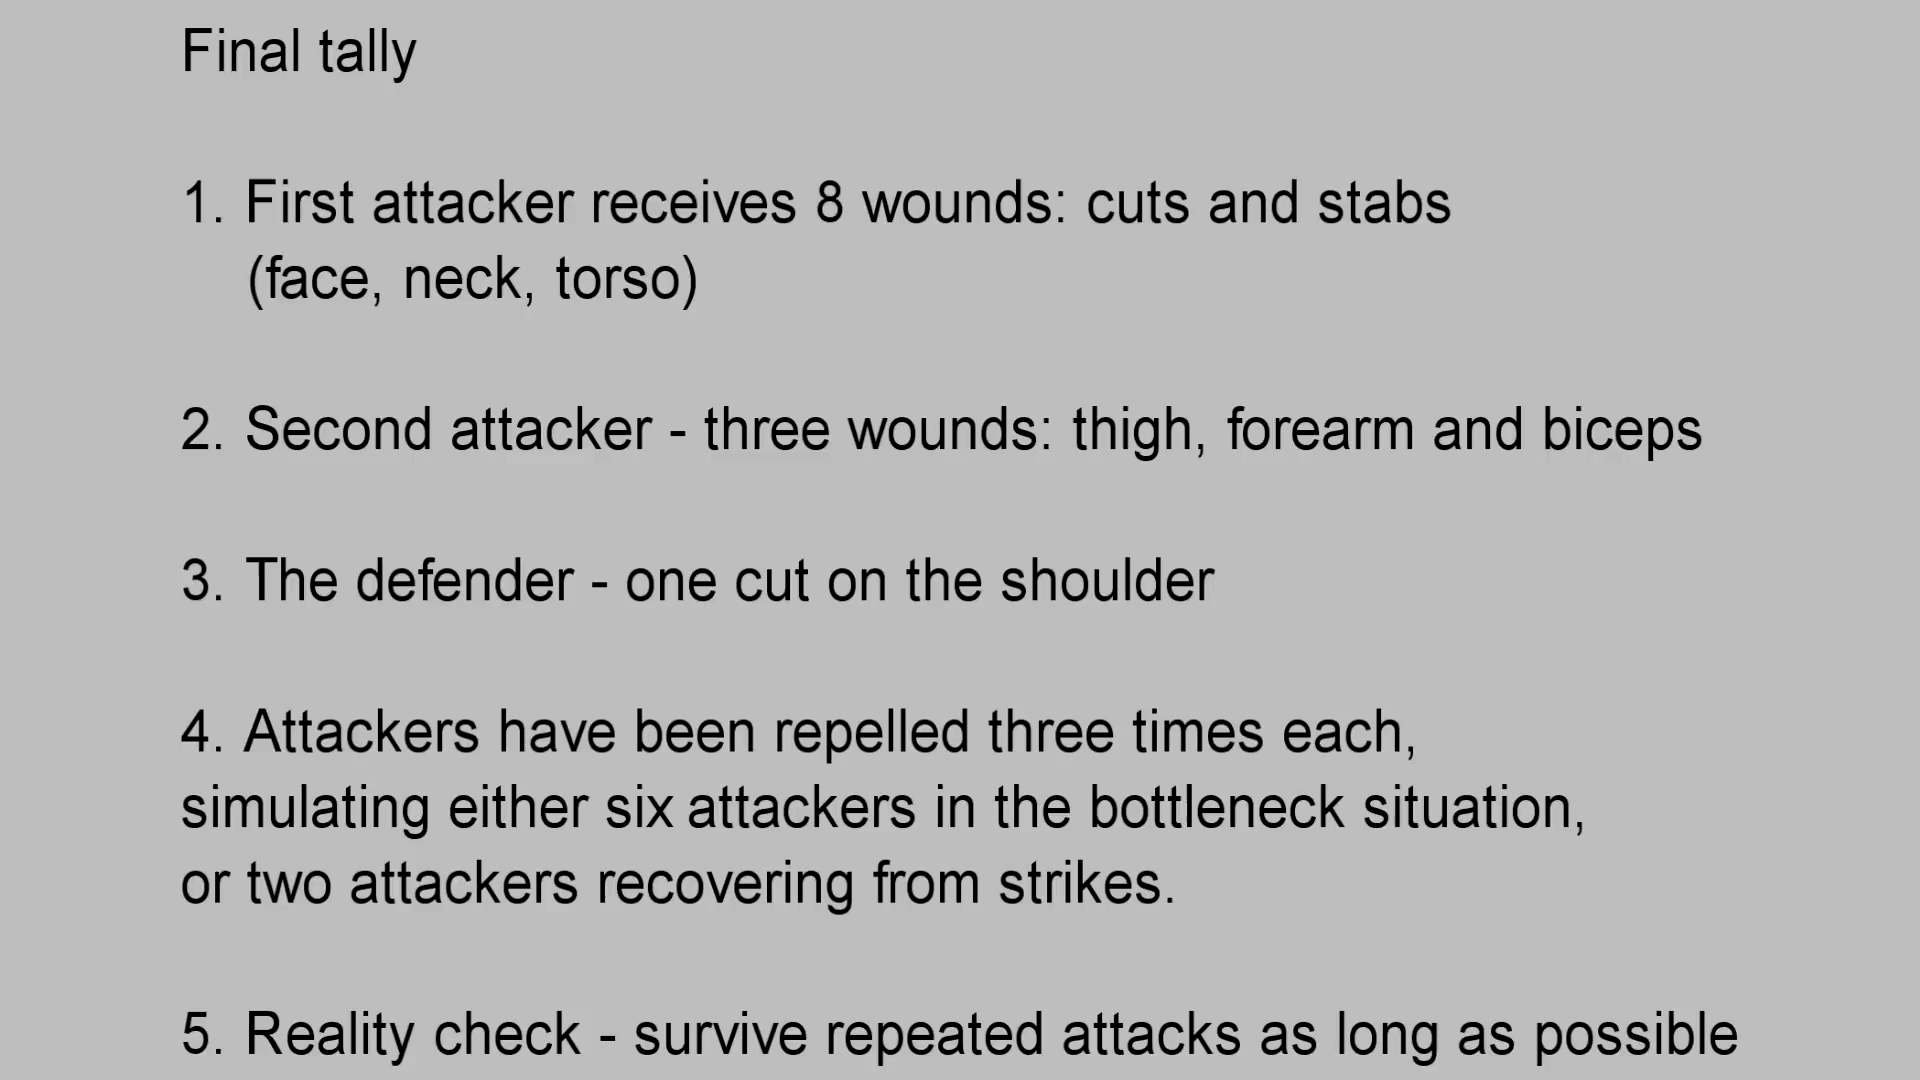 Final tally
1. First attacker receives 8 wounds: cuts and stabs
(face, neck, torso)
2. Second attacker - three wounds: thigh, forearm and biceps
3. The defender - one cut on the shoulder
4. Attackers have been repelled three times each,
simulating either six attackers in the bottleneck situation,
or two attackers recovering from strikes.
5. Reality check - survive repeated attacks as long as possible